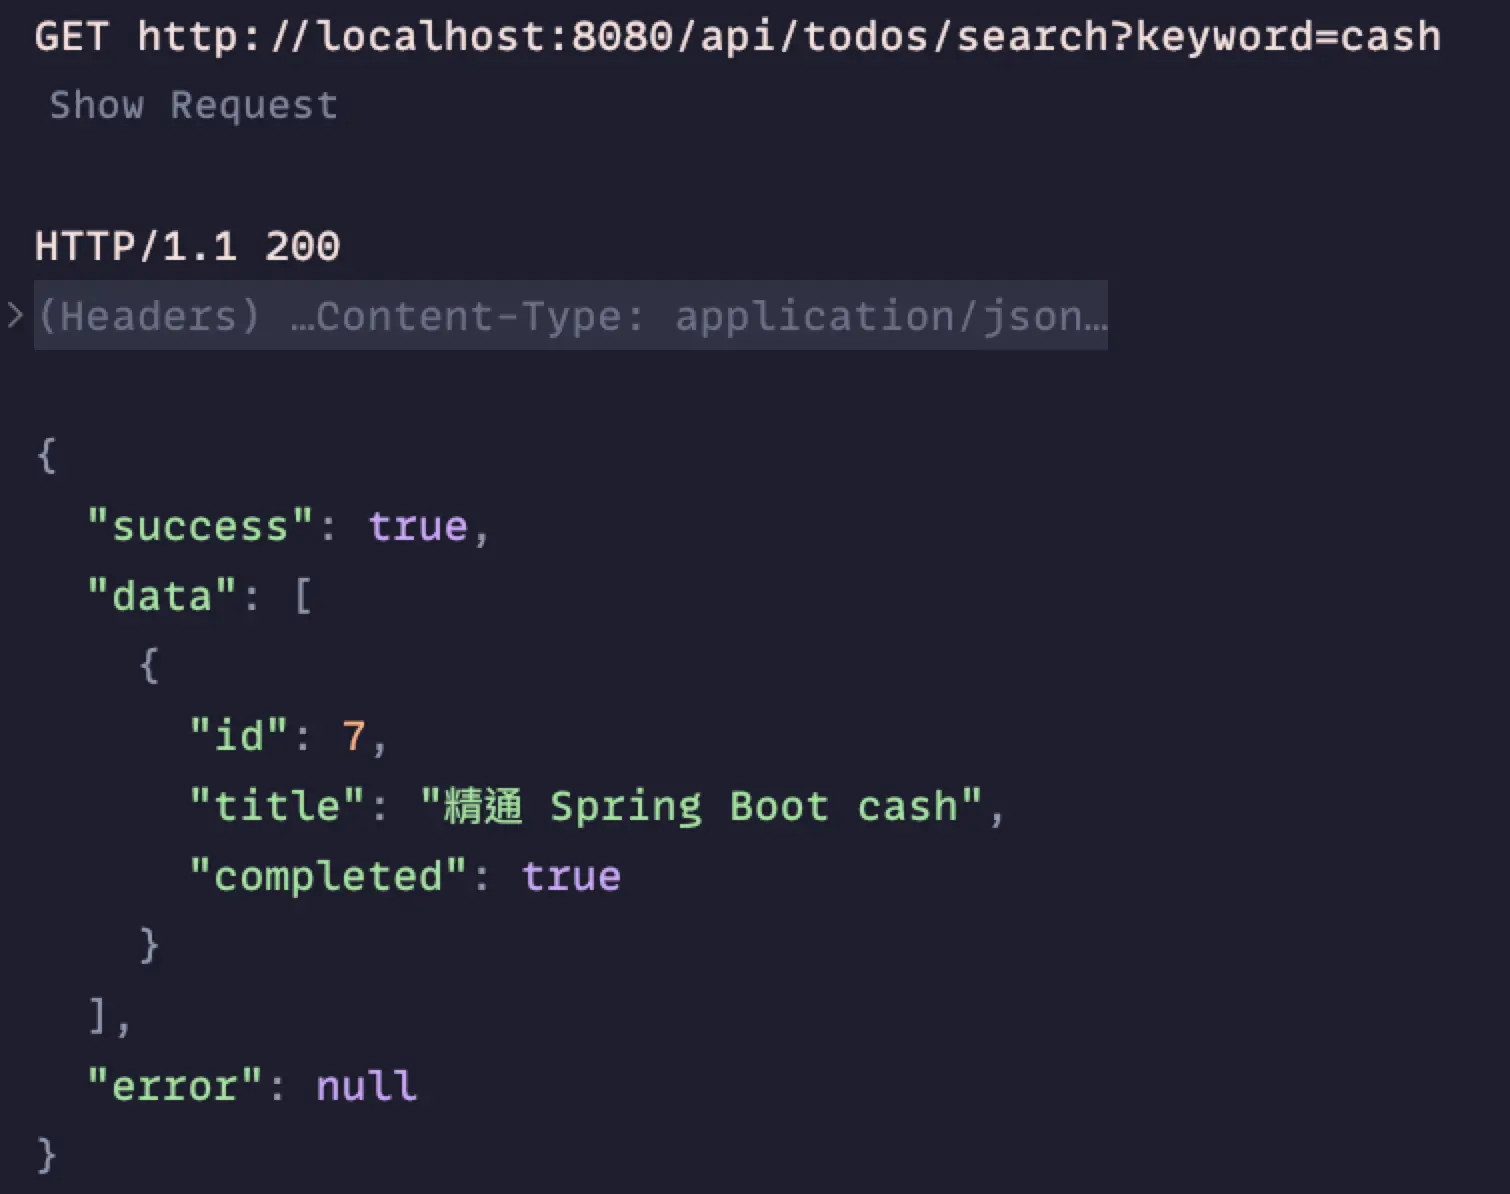 GET http://localhost:8080/api/todos/search?keyword=cash
Show Request
HTTP/1.1 200
(Headers) …Content-Type: application/json…
{
"success": true,
"data": [
{
"id": 7,
"title": "精通 Spring Boot cash",
"completed": true
}
],
"error": null
}